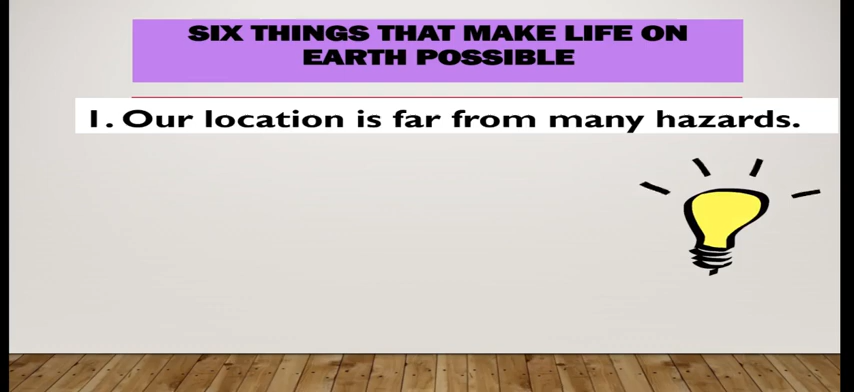 SIX THINGS THAT MAKE LIFE ON
EARTH POSSIBLE
1. Our location is far from many hazards.